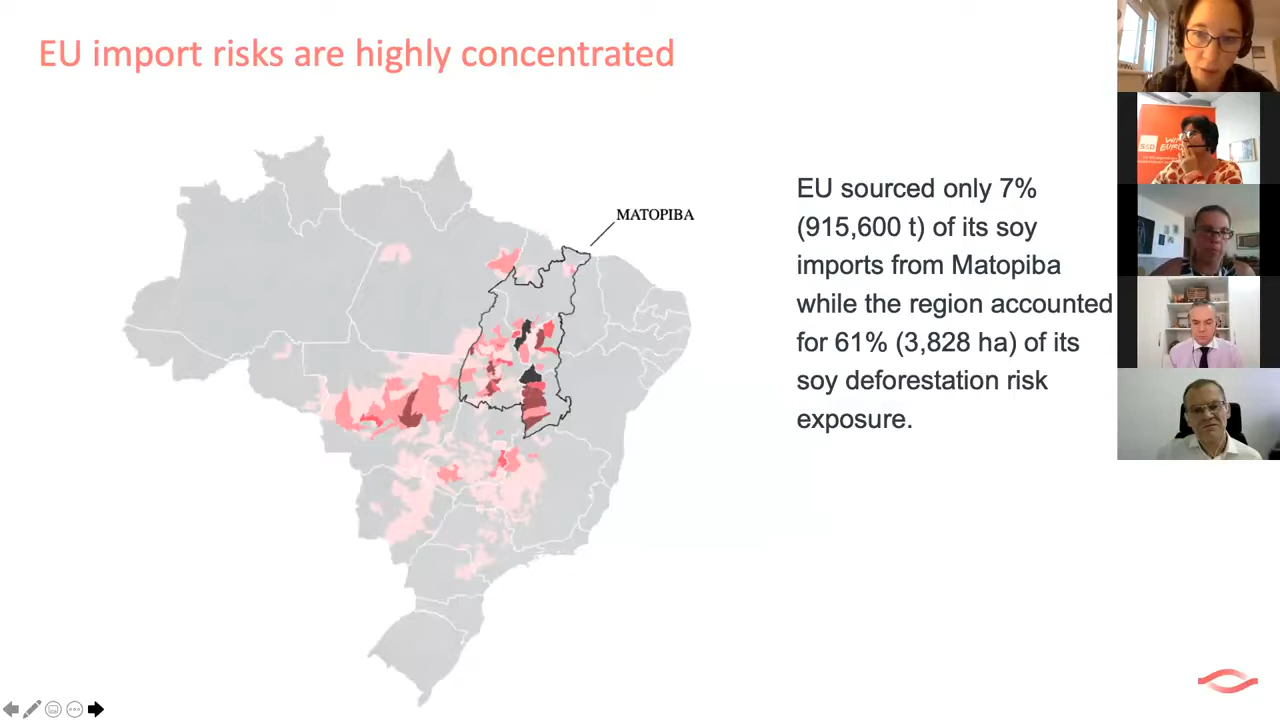 EU import risks are highly concentrated
MATOPIBA
EU sourced only 7%
(915,600 t) of its soy
imports from Matopiba
while the region accounted
for 61% (3,828 ha) of its
soy deforestation risk
exposure.
S&D